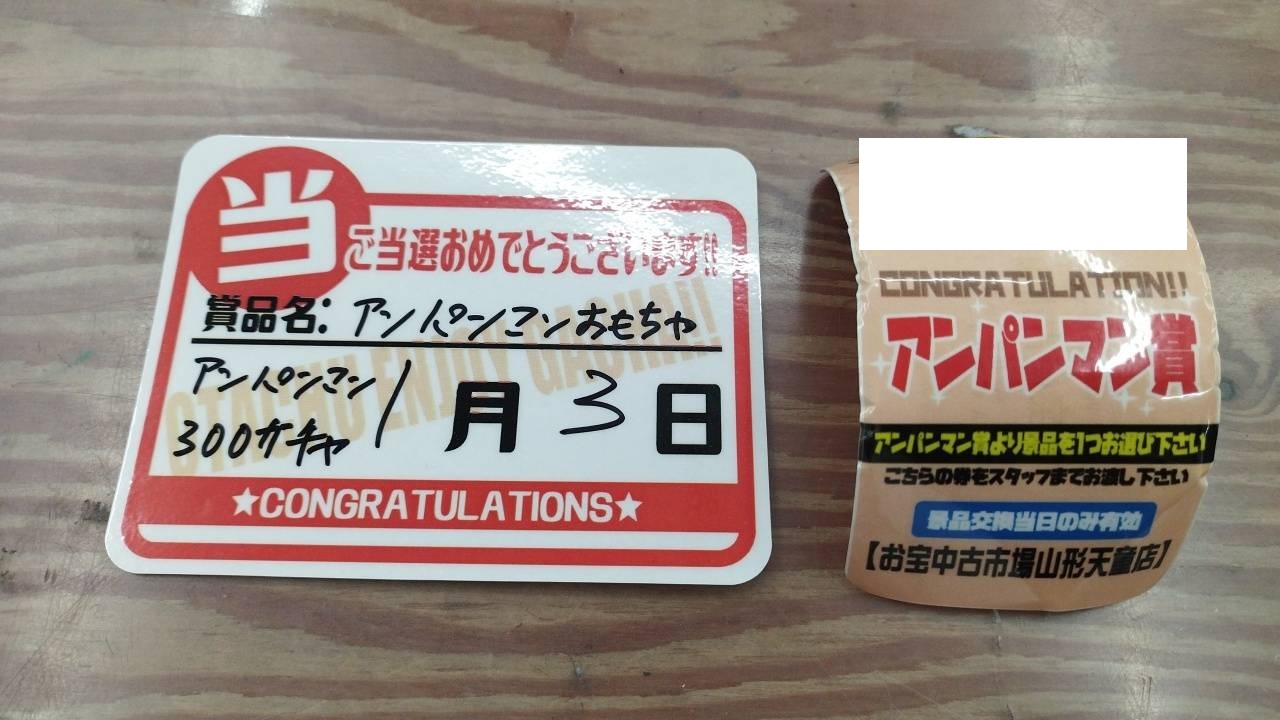 当
ご当選おめでとうございます!!
賞品名: アンパンマンおもちゃ
アンパンマン
300ガチャ
1月3日
OTACHU ENJOY GACHA!!
★CONGRATULATIONS★
CONGRATULATION!!
アンパンマン賞
アンパンマン賞より景品を1つお選び下さい
こちらの券をスタッフまでお渡し下さい
景品交換当日のみ有効
【お宝中古市場山形天童店】